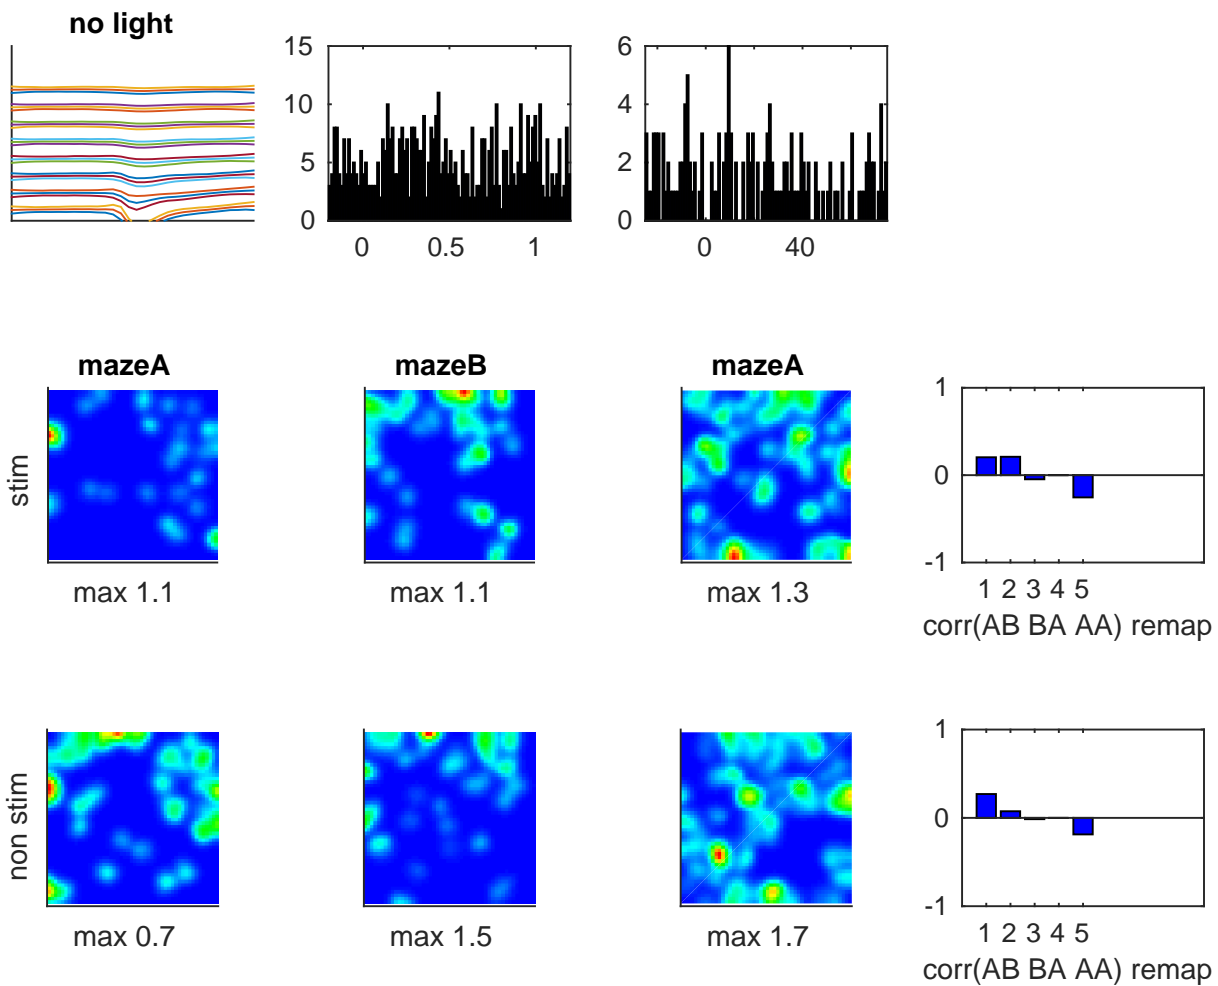 no light
15
10
5
0
0 0.5 1
6
4
2
0
0 40
mazeA mazeB mazeA
stim
max 1.1 max 1.1 max 1.3
1
0
-1
1 2 3 4 5
corr(AB BA AA) remap
non stim
max 0.7 max 1.5 max 1.7
1
0
-1
1 2 3 4 5
corr(AB BA AA) remap